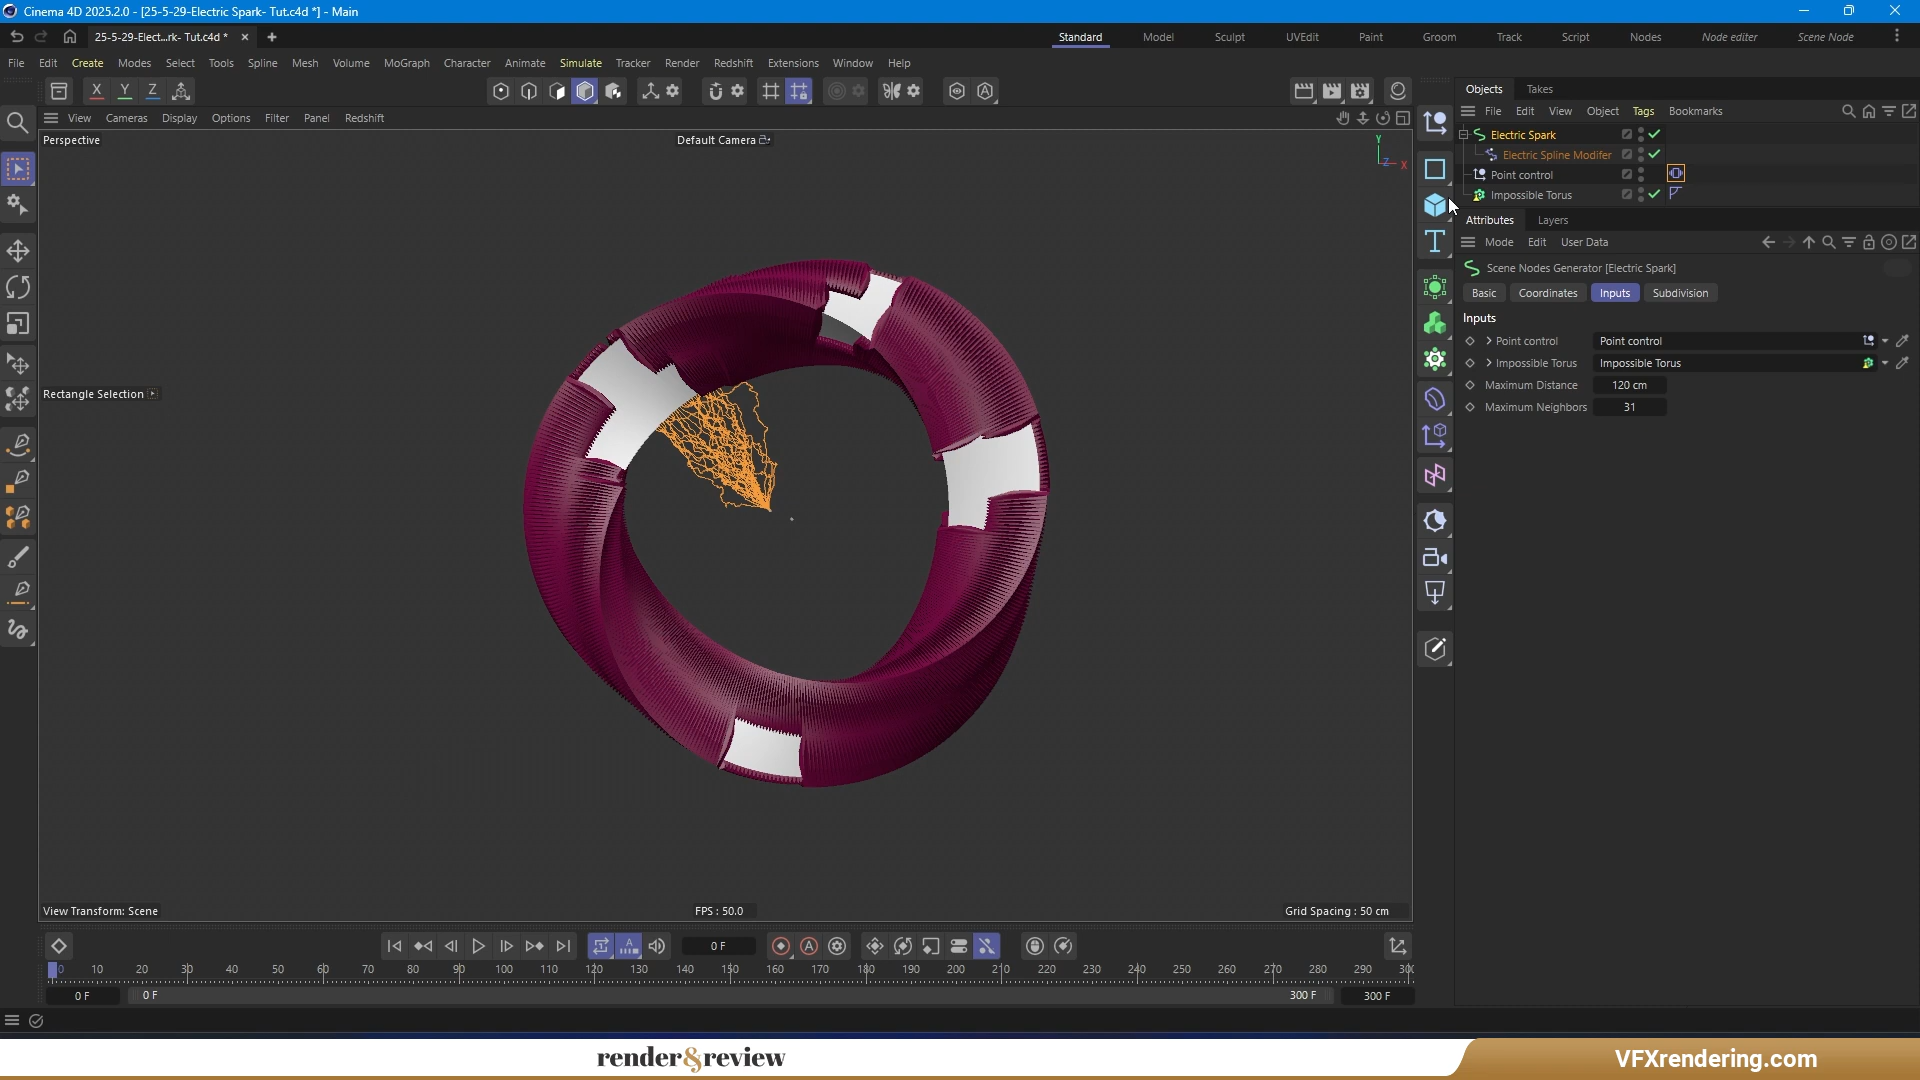 Cinema 4D 2025.2.0 - [25-5-29-Electric Spark- Tut.c4d *] - Main
25-5-29-Elect...rk- Tut.c4d *
Standard Model Sculpt UVEdit Paint Groom Track Script Nodes Node editor Scene Node
File Edit Create Modes Select Tools Spline Mesh Volume MoGraph Character Animate Simulate Tracker Render Redshift Extensions Window Help
X Y Z
Objects Takes
File Edit View Object Tags Bookmarks
View Cameras Display Options Filter Panel Redshift
Perspective
Default Camera
Y
Z X
Electric Spark
Electric Spline Modifer
Point control
Impossible Torus
Attributes Layers
Mode Edit User Data
Scene Nodes Generator [Electric Spark]
Basic Coordinates Inputs Subdivision
Inputs
Point control Point control
Impossible Torus Impossible Torus
Maximum Distance 120 cm
Maximum Neighbors 31
Rectangle Selection
View Transform: Scene
FPS : 50.0
Grid Spacing : 50 cm
0 F
0 10 20 30 40 50 60 70 80 90 100 110 120 130 140 150 160 170 180 190 200 210 220 230 240 250 260 270 280 290 30
0 F 0 F 300 F 300 F
render&review
VFXrendering.com